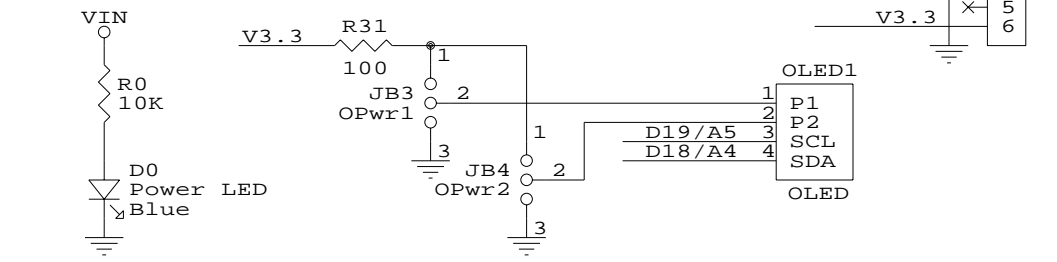 VIN
R0
10K
D0
Power LED
Blue
V3.3
R31
100
1
JB3
2
OPwr1
3
1
JB4
2
OPwr2
3
OLED1
1
P1
2
P2
D19/A5
3
SCL
D18/A4
4
SDA
OLED
V3.3
5
6